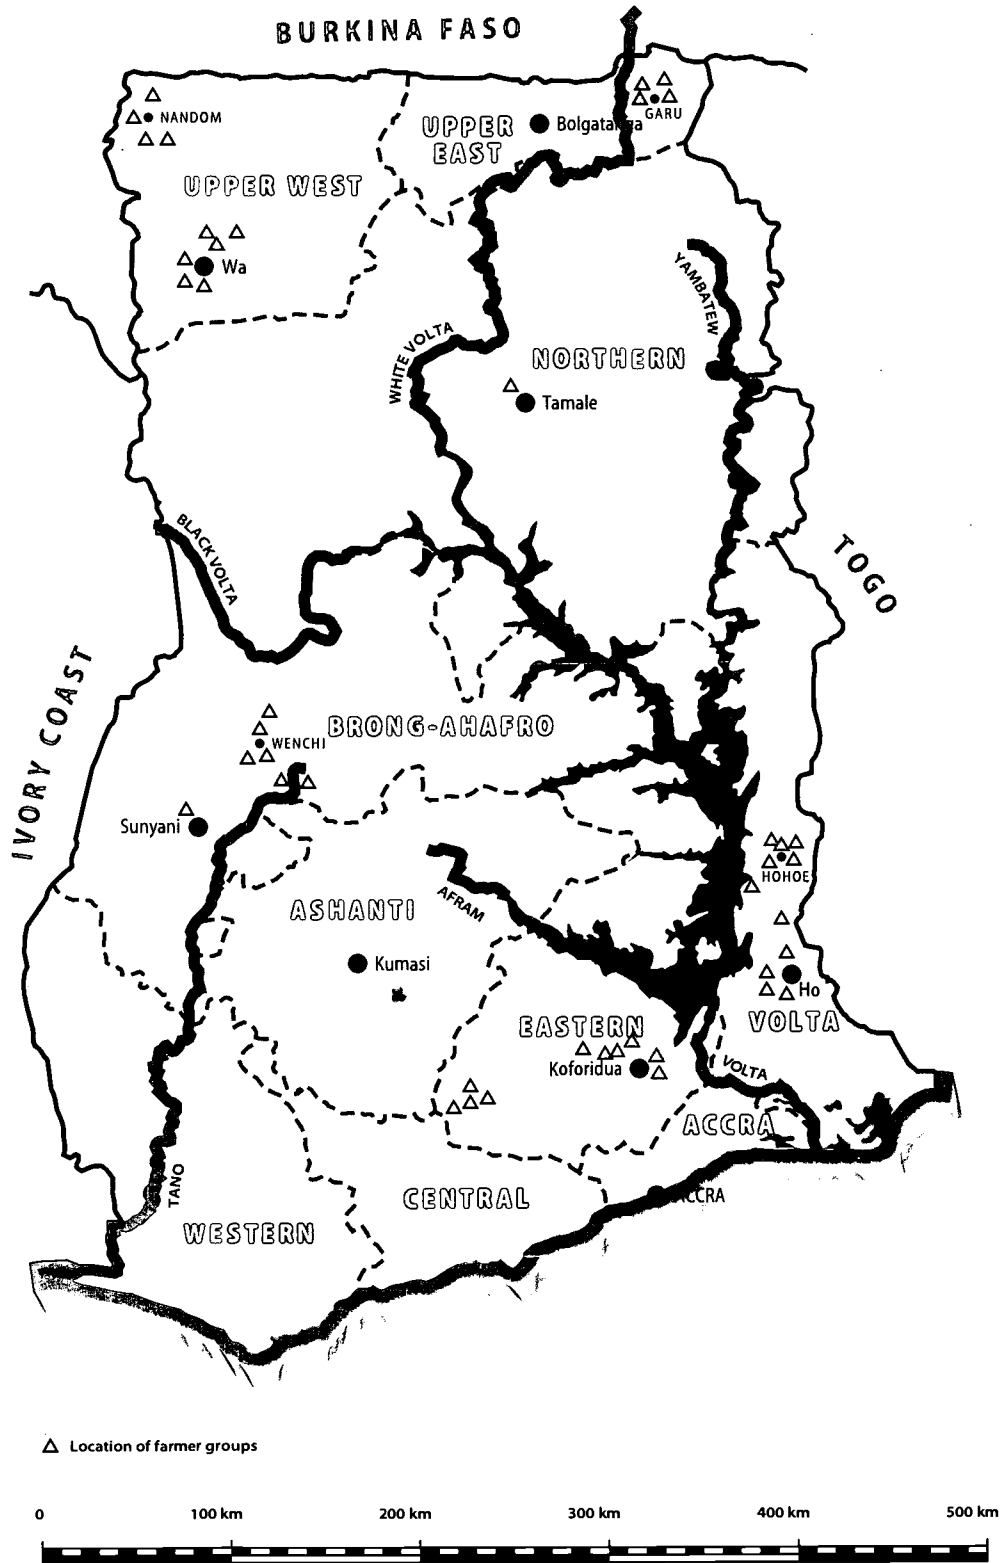 BURKINA FASO
NANDOM
GARU
UPPER
EAST
Bolgatanga
UPPER WEST
Wa
YAMBATEW
WHITE VOLTA
NORTHERN
Tamale
BLACK VOLTA
TOGO
IVORY COAST
BRONG-AHAFRO
WENCHI
Sunyani
HOHOE
AFRAM
ASHANTI
Kumasi
Ho
EASTERN
VOLTA
Koforidua
VOLTA
ACCRA
TANO
CENTRAL
ACCRA
WESTERN
Location of farmer groups
0 100 km 200 km 300 km 400 km 500 km